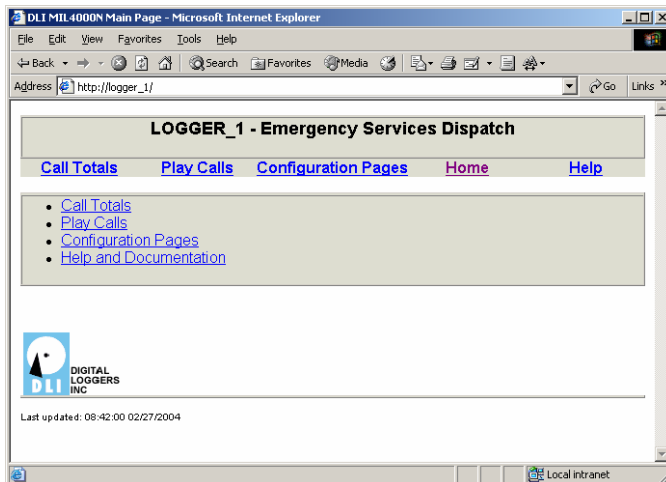 DLI MIL4000N Main Page - Microsoft Internet Explorer
File Edit View Favorites Tools Help
Back Search Favorites Media
Address http://logger_1/ Go Links »
LOGGER_1 - Emergency Services Dispatch
Call Totals Play Calls Configuration Pages Home Help
• Call Totals
• Play Calls
• Configuration Pages
• Help and Documentation
DLI
DIGITAL
LOGGERS
INC
Last updated: 08:42:00 02/27/2004
Local intranet